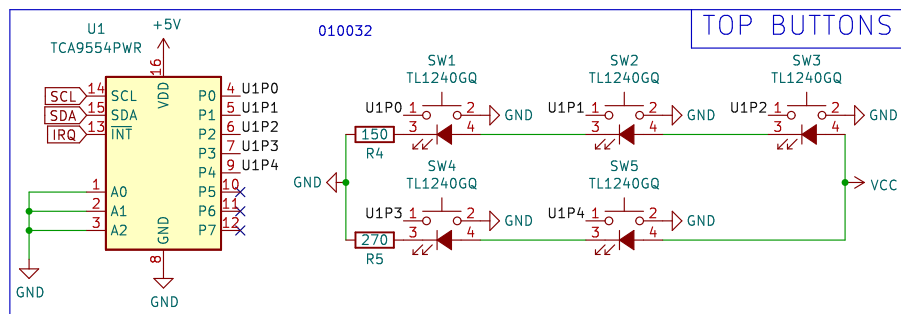 TOP BUTTONS
010032
U1
TCA9554PWR
+5V
16
VDD
SCL
14
SCL
SDA
15
SDA
IRQ
13
INT
1
A0
2
A1
3
A2
GND
8
GND
GND
P0
4
U1P0
P1
5
U1P1
P2
6
U1P2
P3
7
U1P3
P4
9
U1P4
P5
10
P6
11
P7
12
SW1
TL1240GQ
U1P0
1
2
GND
3
4
SW2
TL1240GQ
U1P1
1
2
GND
3
4
SW3
TL1240GQ
U1P2
1
2
GND
3
4
150
R4
GND
VCC
SW4
TL1240GQ
U1P3
1
2
GND
3
4
SW5
TL1240GQ
U1P4
1
2
GND
3
4
270
R5